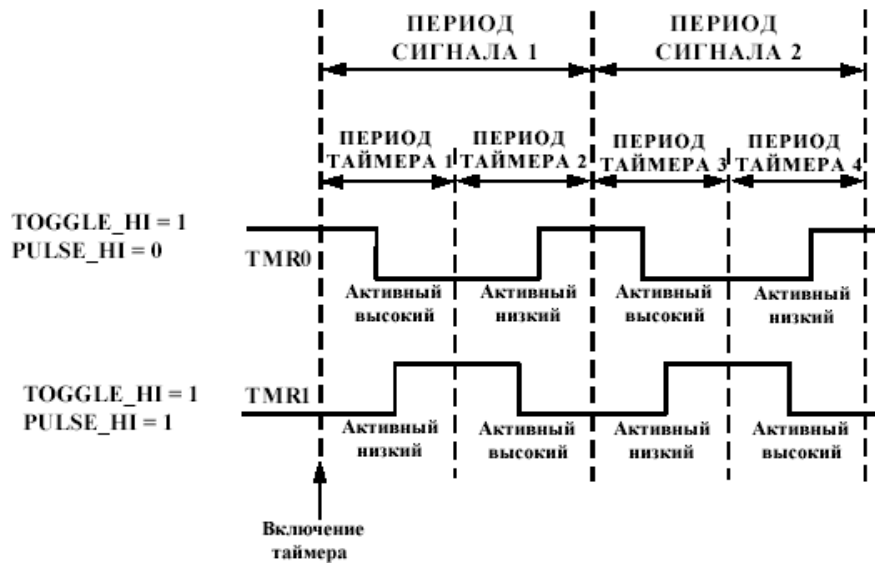 ПЕРИОД
СИГНАЛА 1
ПЕРИОД
СИГНАЛА 2
ПЕРИОД
ТАЙМЕРА 1
ПЕРИОД
ТАЙМЕРА 2
ПЕРИОД
ТАЙМЕРА 3
ПЕРИОД
ТАЙМЕРА 4
TOGGLE_HI = 1
PULSE_HI = 0
TMR0
Активный
высокий
Активный
низкий
Активный
высокий
Активный
низкий
TOGGLE_HI = 1
PULSE_HI = 1
TMR1
Активный
низкий
Активный
высокий
Активный
низкий
Активный
высокий
Включение
таймера